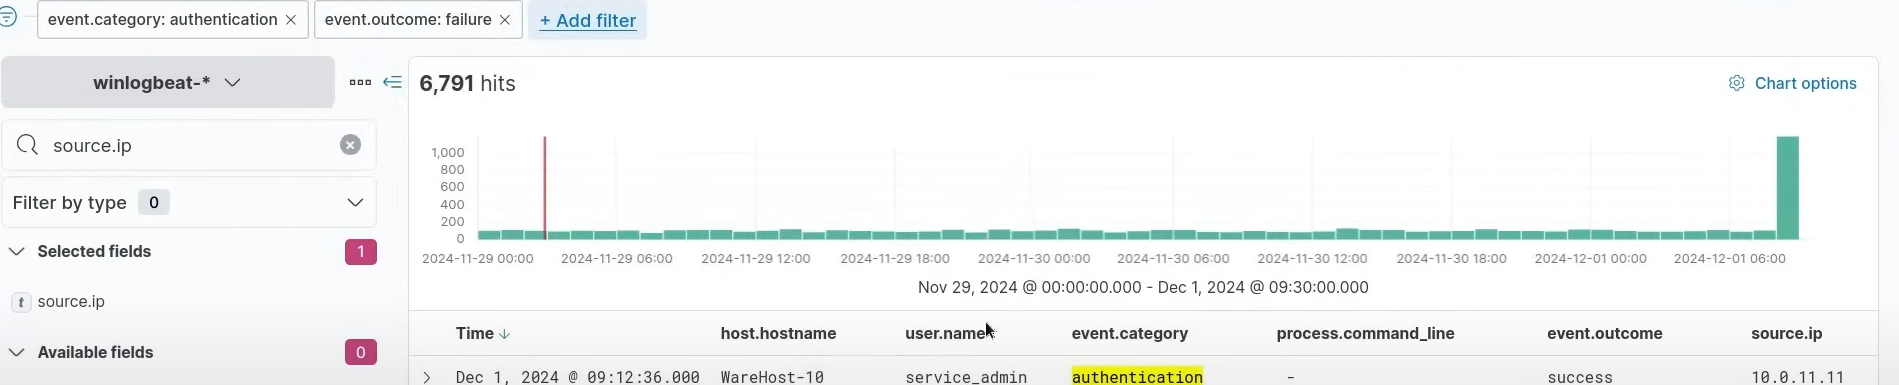 event.category: authentication × event.outcome: failure × + Add filter
winlogbeat-*
source.ip
Filter by type 0
Selected fields 1
source.ip
Available fields 0
6,791 hits
Chart options
1,000
800
600
400
200
0
2024-11-29 00:00 2024-11-29 06:00 2024-11-29 12:00 2024-11-29 18:00 2024-11-30 00:00 2024-11-30 06:00 2024-11-30 12:00 2024-11-30 18:00 2024-12-01 00:00 2024-12-01 06:00
Nov 29, 2024 @ 00:00:00.000 - Dec 1, 2024 @ 09:30:00.000
Time host.hostname user.name event.category process.command_line event.outcome source.ip
Dec 1, 2024 @ 09:12:36.000 WareHost-10 service_admin authentication - success 10.0.11.11